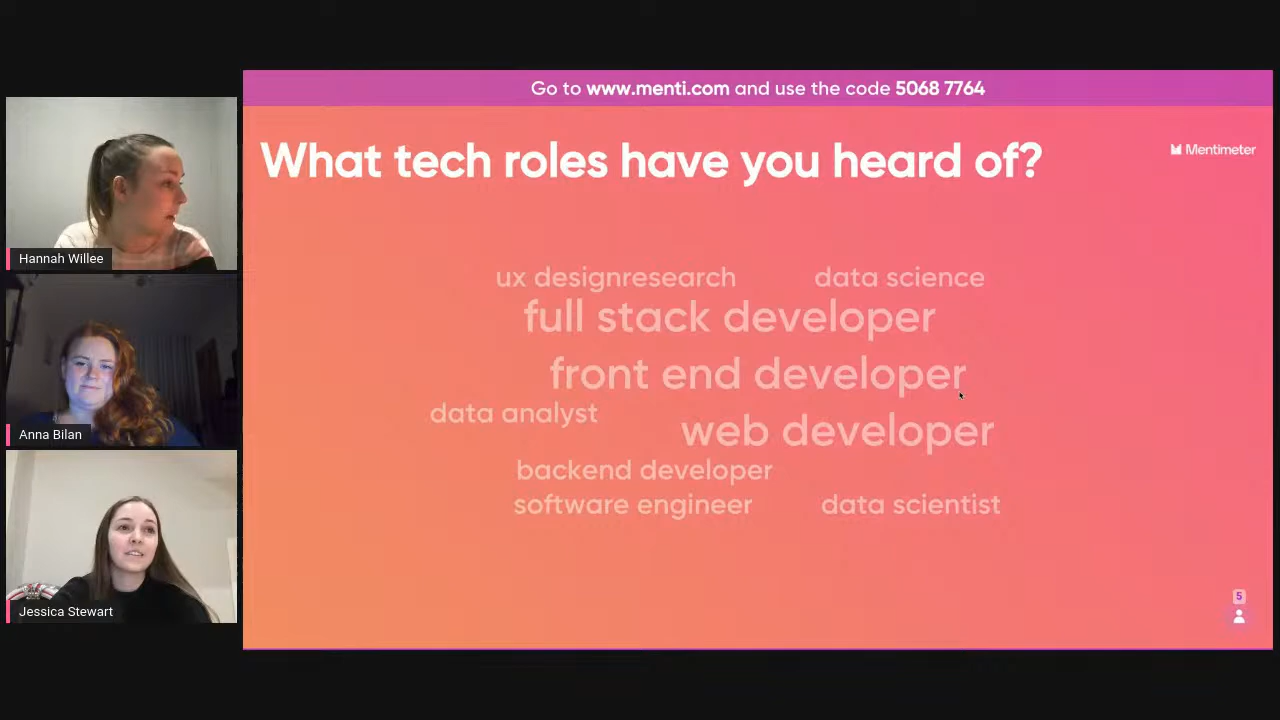 Go to www.menti.com and use the code 5068 7764
What tech roles have you heard of?
Mentimeter
ux designresearch
data science
full stack developer
front end developer
data analyst
web developer
backend developer
software engineer
data scientist
5
Hannah Willee
Anna Bilan
Jessica Stewart